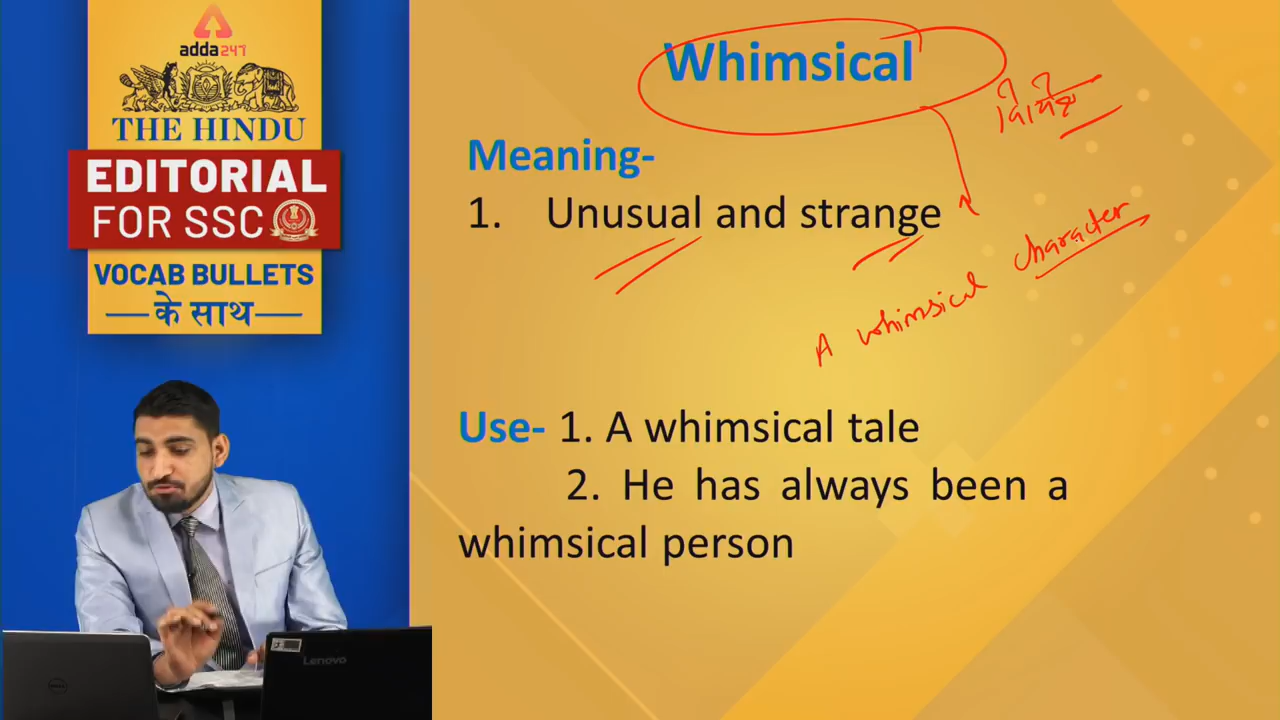 adda247
THE HINDU
EDITORIAL
FOR SSC
VOCAB BULLETS
के साथ
Whimsical
Meaning-
1. Unusual and strange
A whimsical character
Use- 1. A whimsical tale
2. He has always been a
whimsical person
Lenovo
DELL